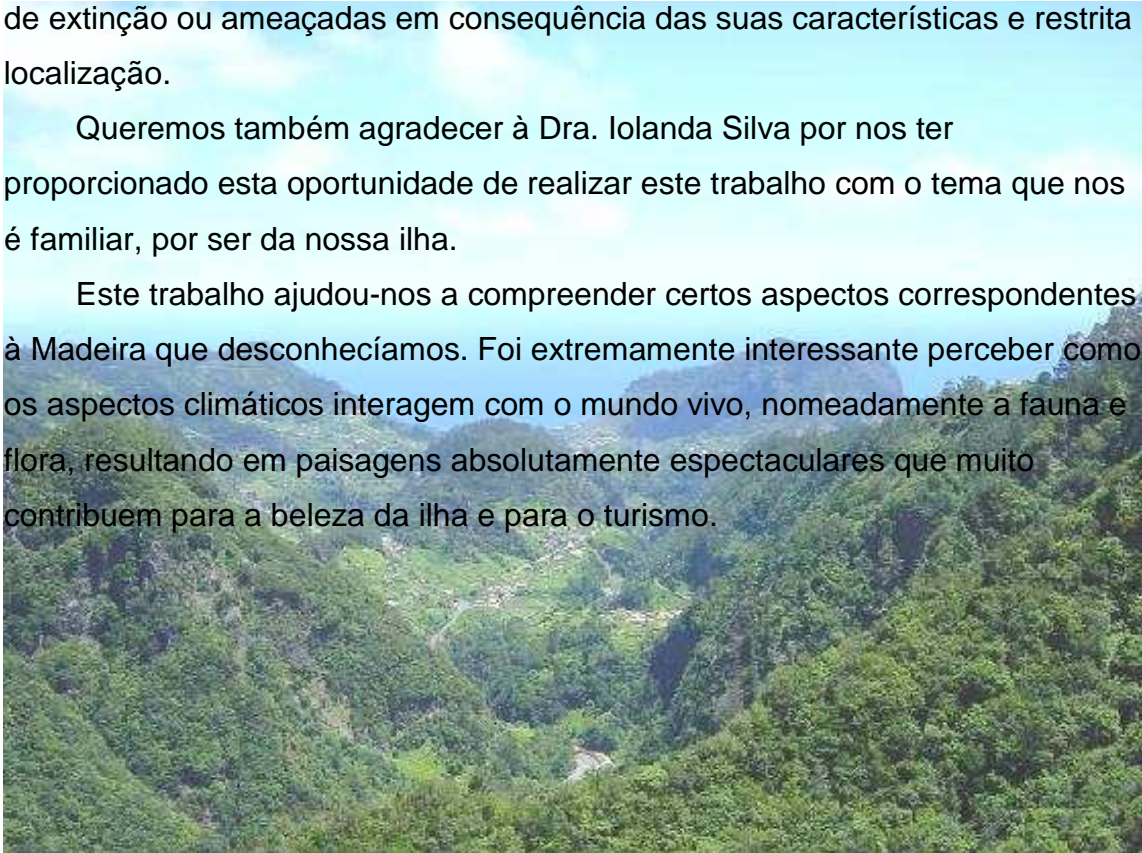 de extinção ou ameaçadas em consequência das suas características e restrita
localização.
Queremos também agradecer à Dra. Iolanda Silva por nos ter
proporcionado esta oportunidade de realizar este trabalho com o tema que nos
é familiar, por ser da nossa ilha.
Este trabalho ajudou-nos a compreender certos aspectos correspondentes
à Madeira que desconhecíamos. Foi extremamente interessante perceber como
os aspectos climáticos interagem com o mundo vivo, nomeadamente a fauna e
flora, resultando em paisagens absolutamente espectaculares que muito
contribuem para a beleza da ilha e para o turismo.